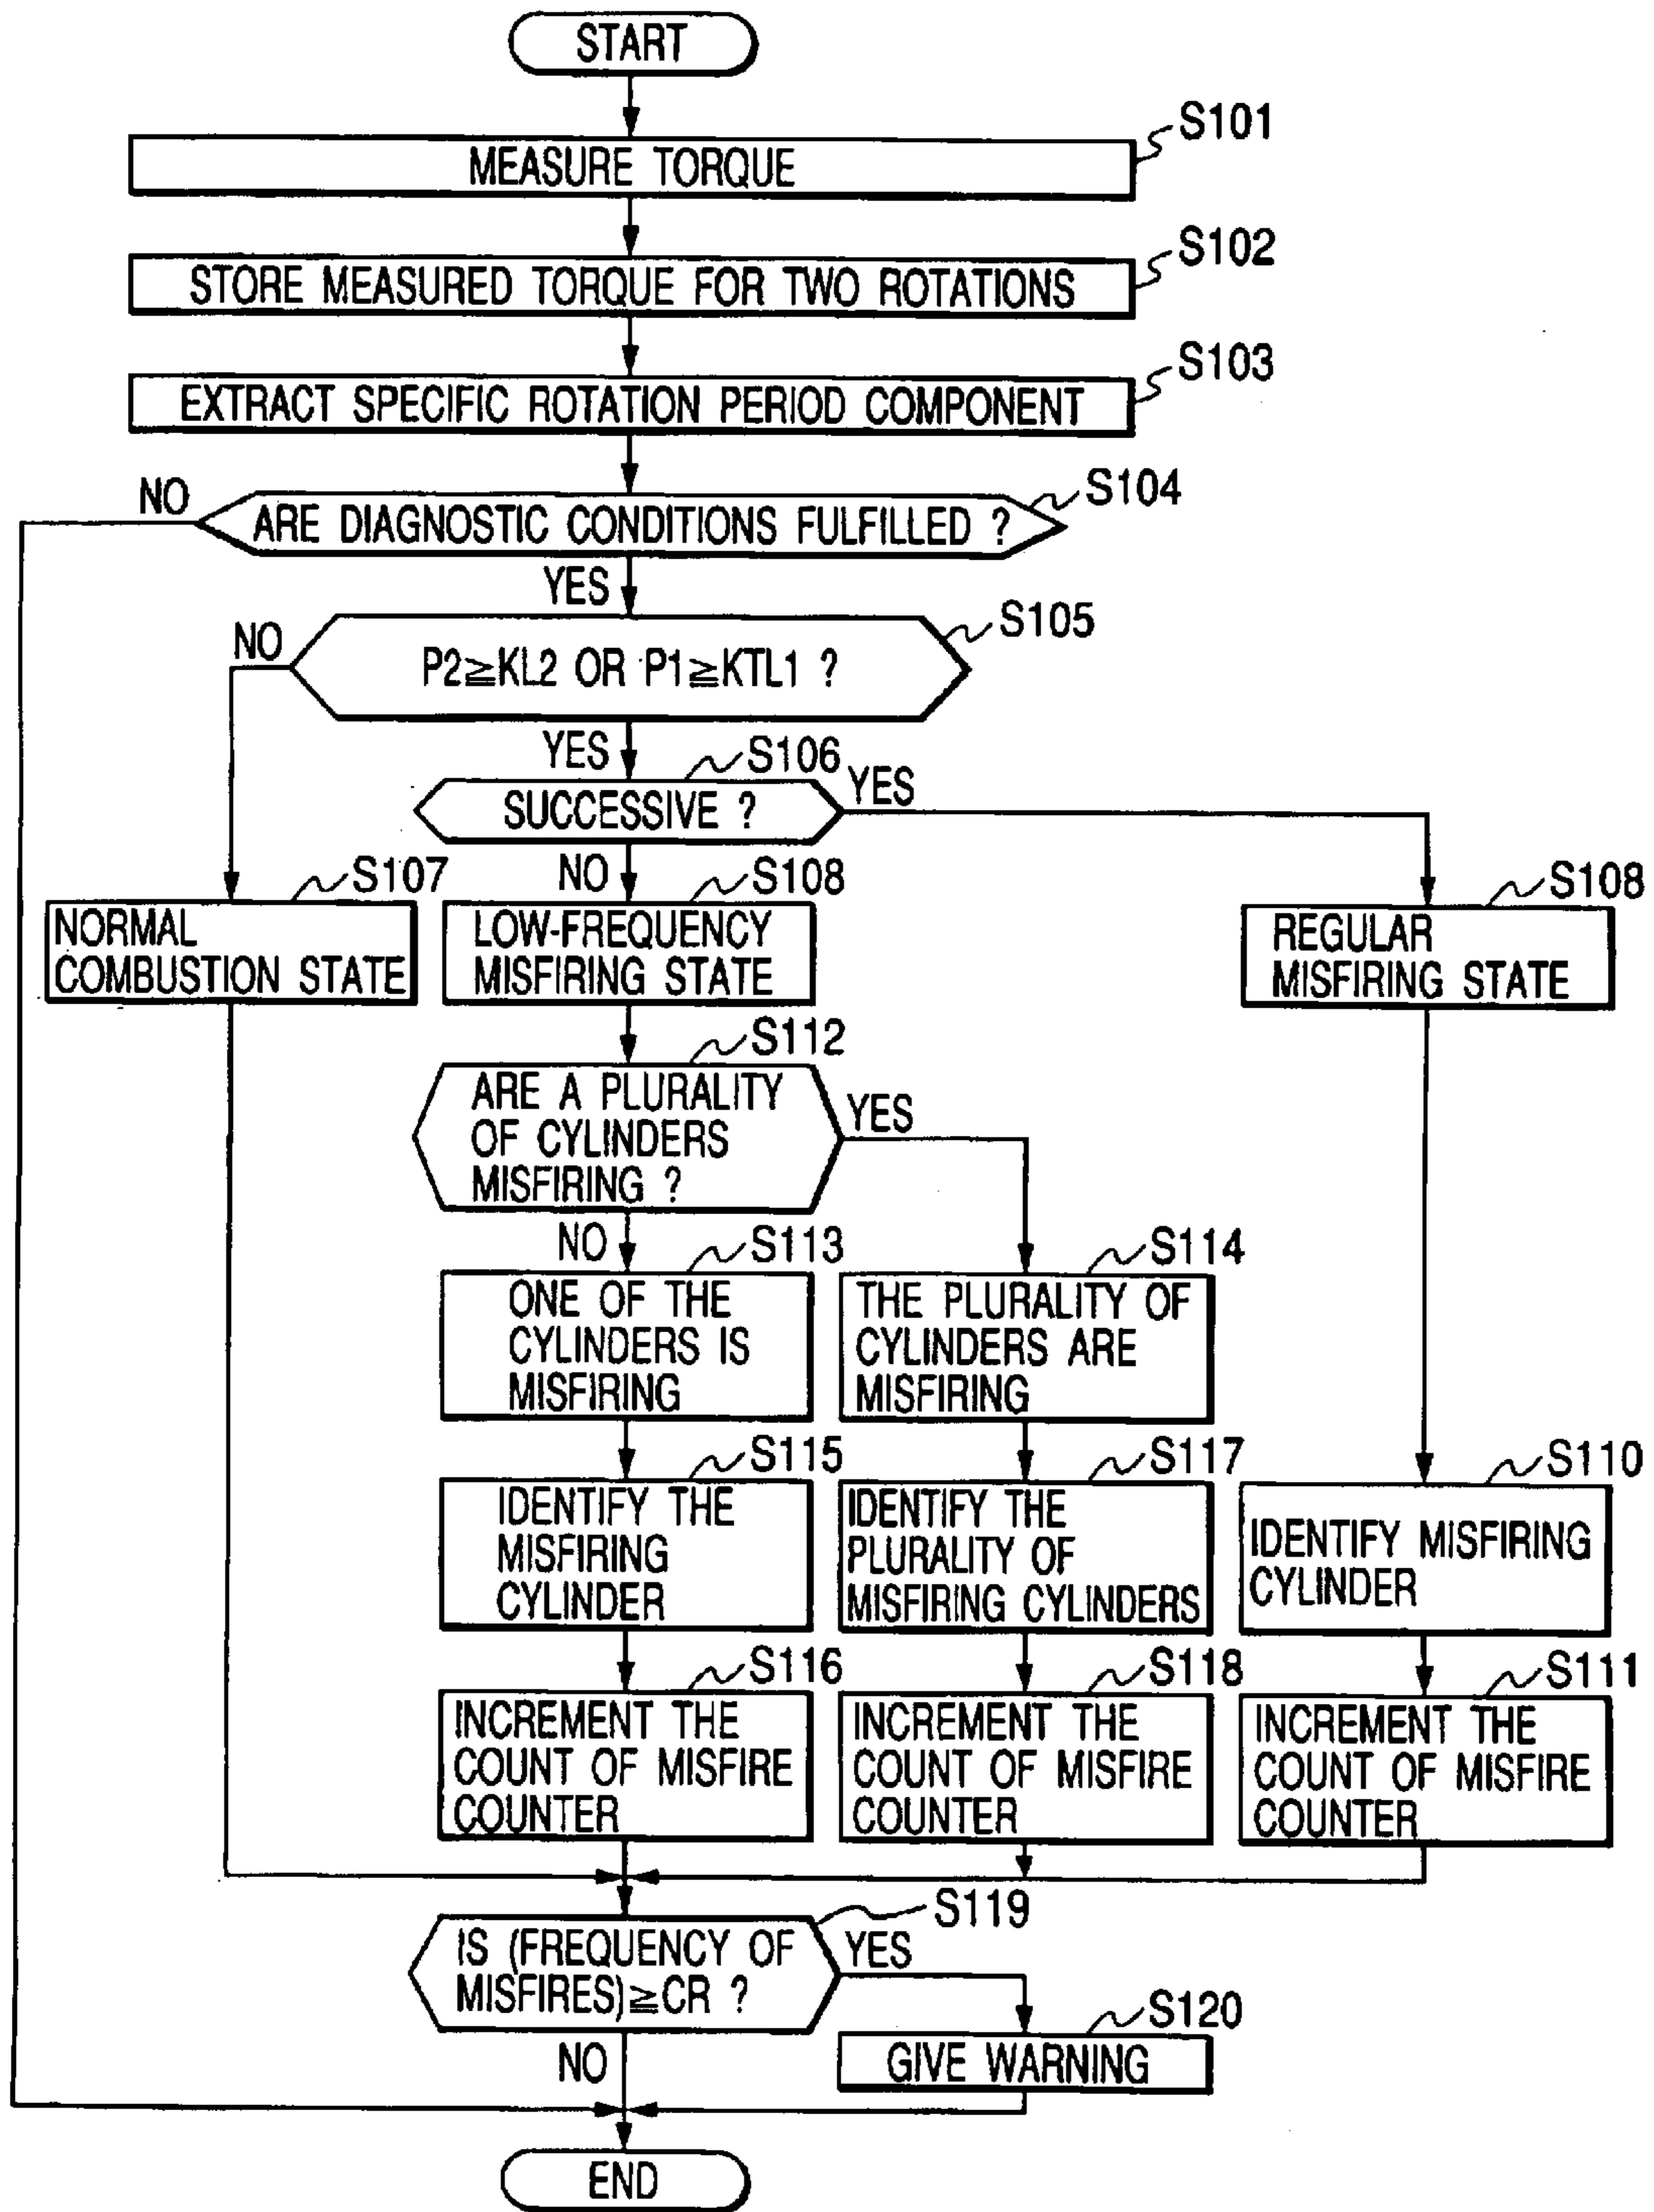 START
S101
MEASURE TORQUE
S102
STORE MEASURED TORQUE FOR TWO ROTATIONS
S103
EXTRACT SPECIFIC ROTATION PERIOD COMPONENT
NO
S104
ARE DIAGNOSTIC CONDITIONS FULFILLED ?
YES
NO
S105
P2≧KL2 OR P1≧KTL1 ?
YES
S106
YES
SUCCESSIVE ?
NO
S107
S108
S108
NORMAL
COMBUSTION STATE
LOW-FREQUENCY
MISFIRING STATE
REGULAR
MISFIRING STATE
S112
ARE A PLURALITY
OF CYLINDERS
MISFIRING ?
YES
NO
S113
S114
ONE OF THE
CYLINDERS IS
MISFIRING
THE PLURALITY OF
CYLINDERS ARE
MISFIRING
S115
S117
S110
IDENTIFY THE
MISFIRING
CYLINDER
IDENTIFY THE
PLURALITY OF
MISFIRING CYLINDERS
IDENTIFY MISFIRING
CYLINDER
S116
S118
S111
INCREMENT THE
COUNT OF MISFIRE
COUNTER
INCREMENT THE
COUNT OF MISFIRE
COUNTER
INCREMENT THE
COUNT OF MISFIRE
COUNTER
S119
IS (FREQUENCY OF
MISFIRES)≧CR ?
YES
S120
NO
GIVE WARNING
END